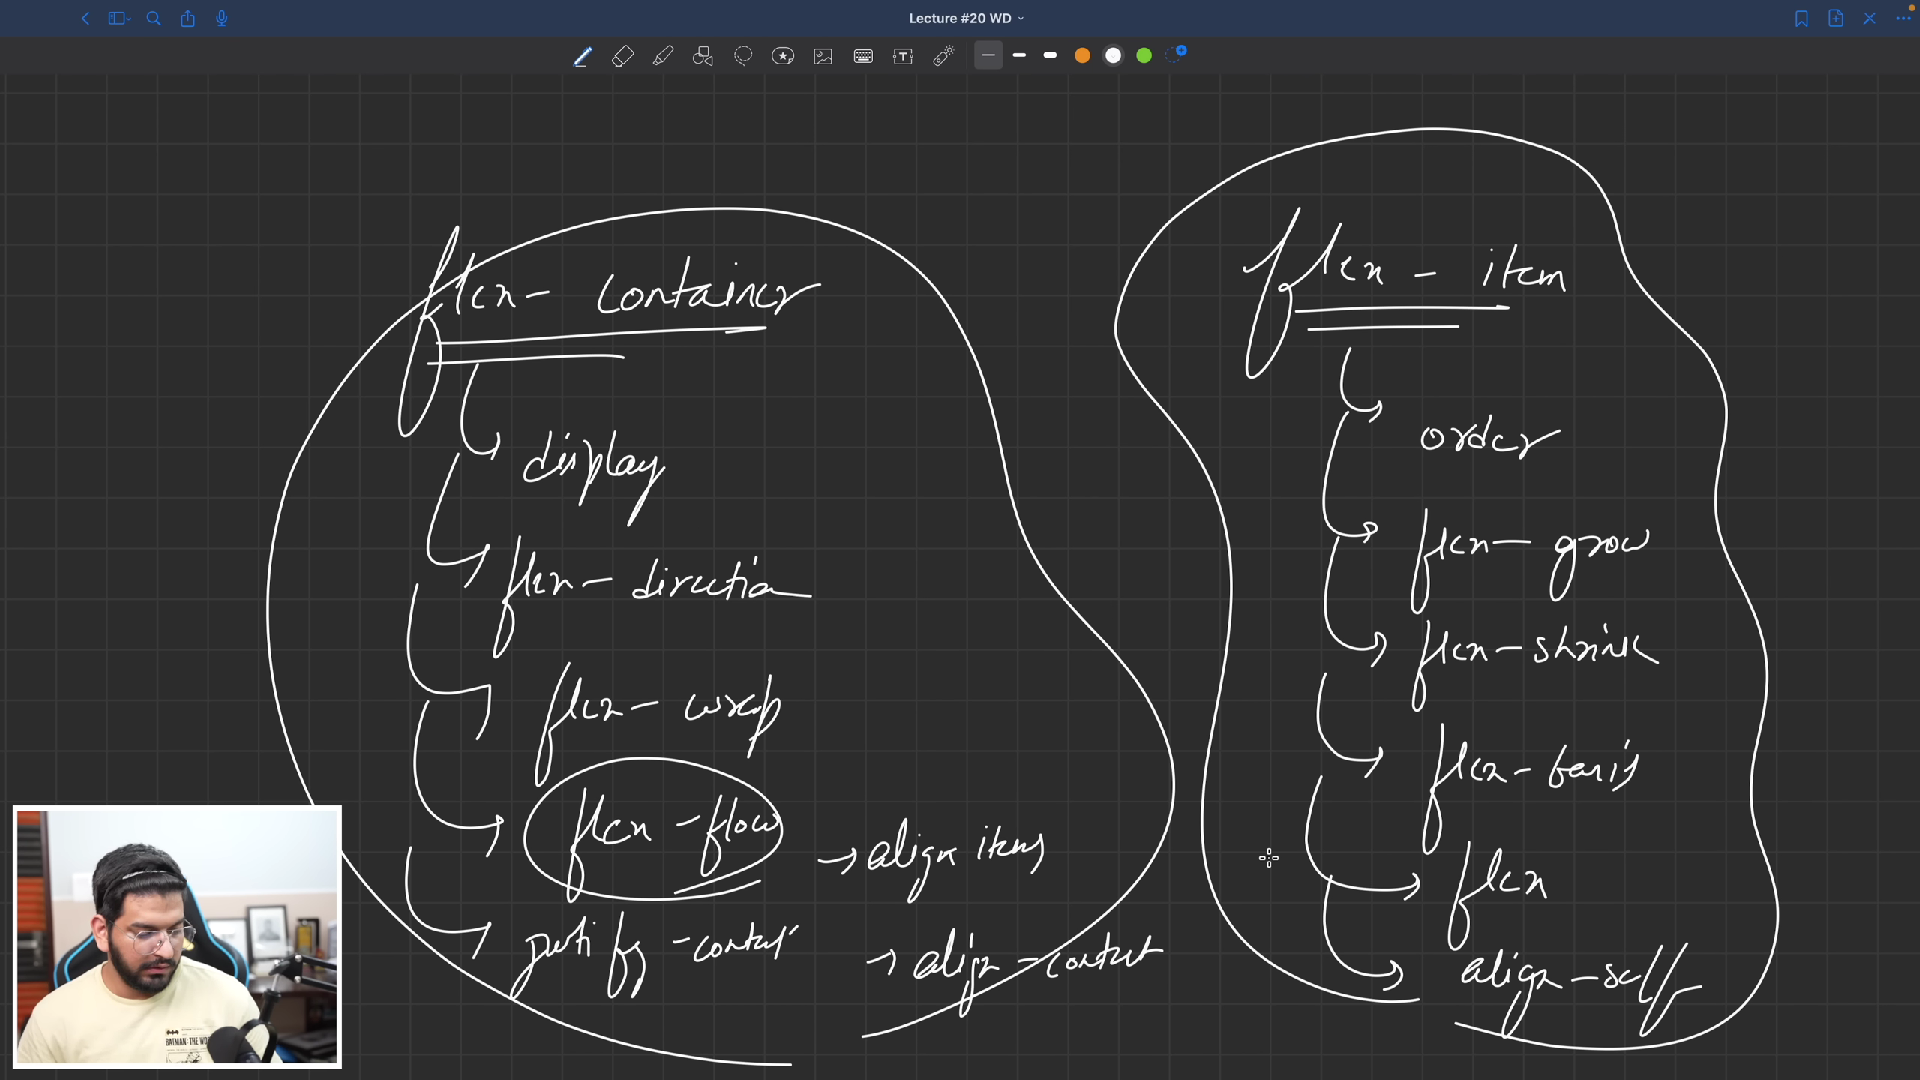 Lecture #20 WD
flex - container
display
flex - direction
flex - wrap
flex - flow
→ align items
justify - content
→ align - content
flex - item
order
flex - grow
flex - shrink
flex - basis
flex
align - self